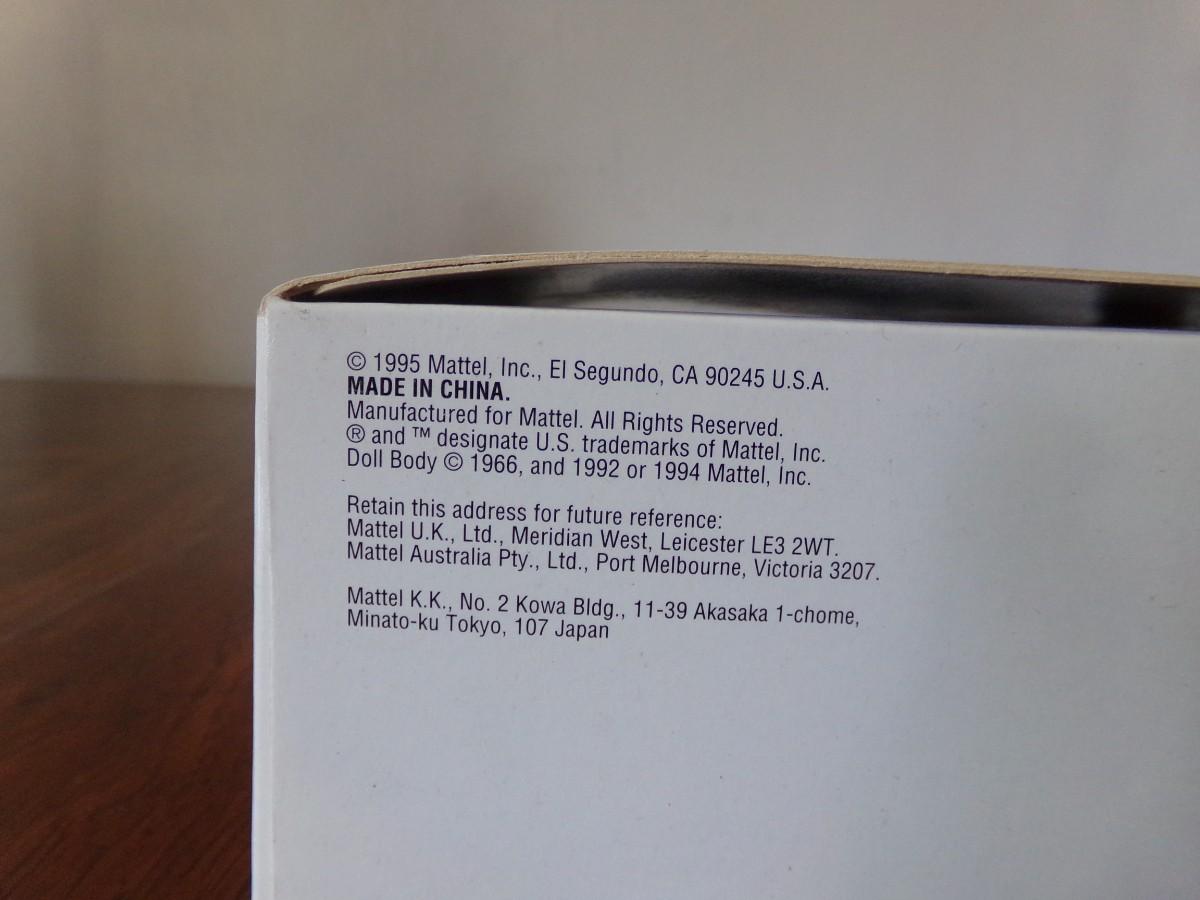 © 1995 Mattel, Inc., El Segundo, CA 90245 U.S.A.
MADE IN CHINA.
Manufactured for Mattel. All Rights Reserved.
® and ™ designate U.S. trademarks of Mattel, Inc.
Doll Body © 1966, and 1992 or 1994 Mattel, Inc.
Retain this address for future reference:
Mattel U.K., Ltd., Meridian West, Leicester LE3 2WT.
Mattel Australia Pty., Ltd., Port Melbourne, Victoria 3207.
Mattel K.K., No. 2 Kowa Bldg., 11-39 Akasaka 1-chome,
Minato-ku Tokyo, 107 Japan